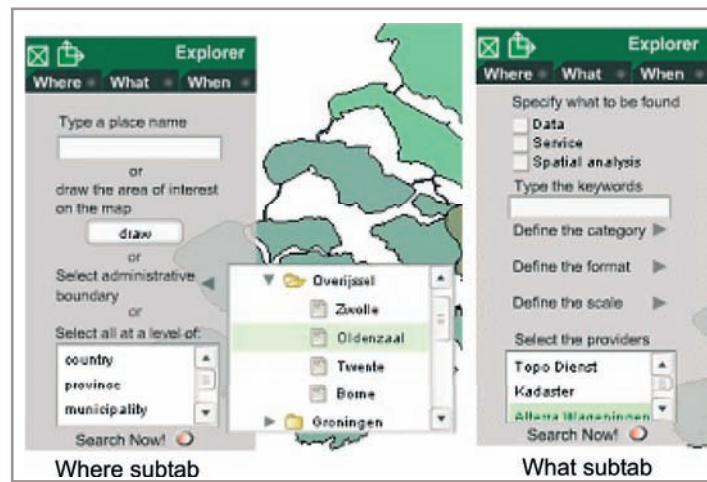 Explorer
Where What When
Type a place name
or
draw the area of interest
on the map
draw
or
Select administrative
boundary
or
Select all at a level of:
country
province
municipality
Search Now!
Where subtab
Overijssel
Zwolle
Oldenzaal
Twente
Borne
Groningen
Explorer
Where What When
Specify what to be found
Data
Service
Spatial analysis
Type the keywords
Define the category
Define the format
Define the scale
Select the providers
Topo Dienst
Kadaster
Alterra Wageningen
Search Now!
What subtab